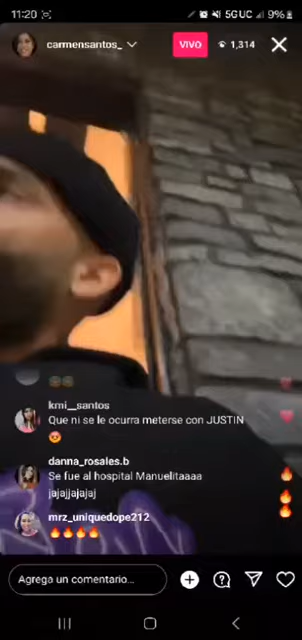 11:20 5GUC 9%
carmensantos_ VIVO 1,314
kmi__santos
Que ni se le ocurra meterse con JUSTIN
😡
danna_rosales.b
Se fue al hospital Manuelitaaaa
jajajjajajaj
mrz_uniquedope212
🔥🔥🔥🔥
Agrega un comentario...